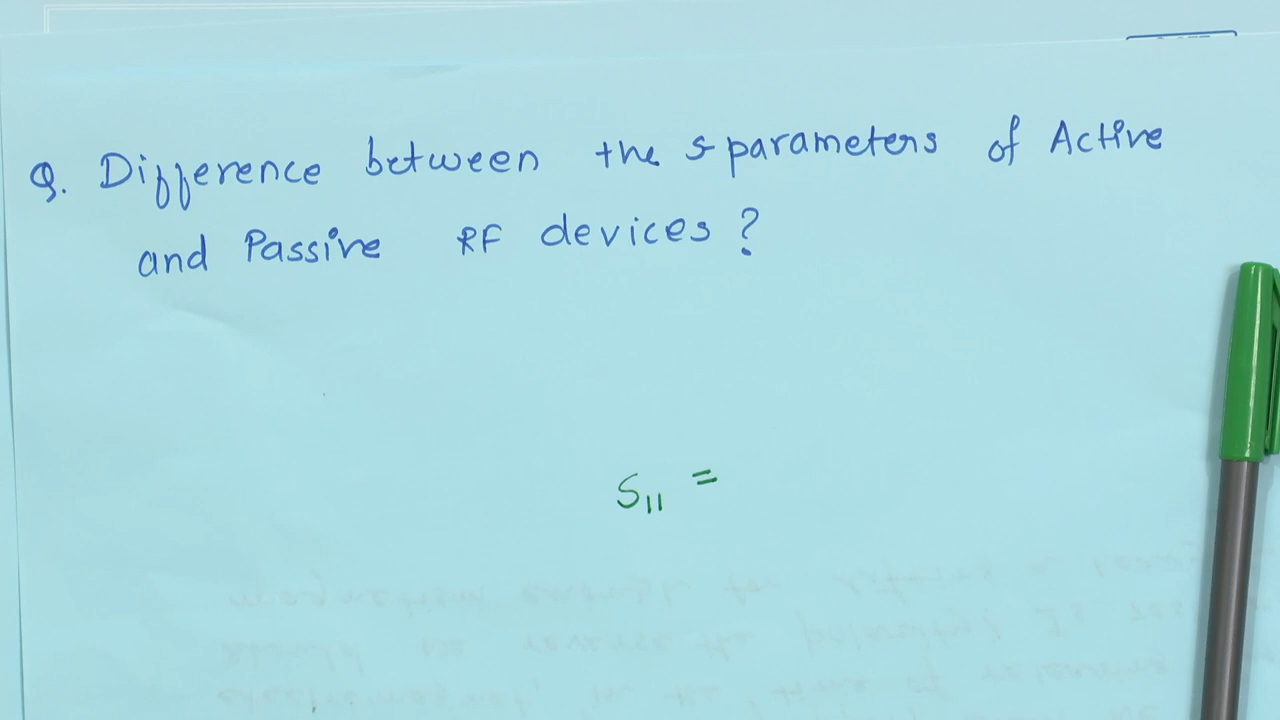 Q. Difference between the s parameters of Active
and Passive RF devices?
S11 =